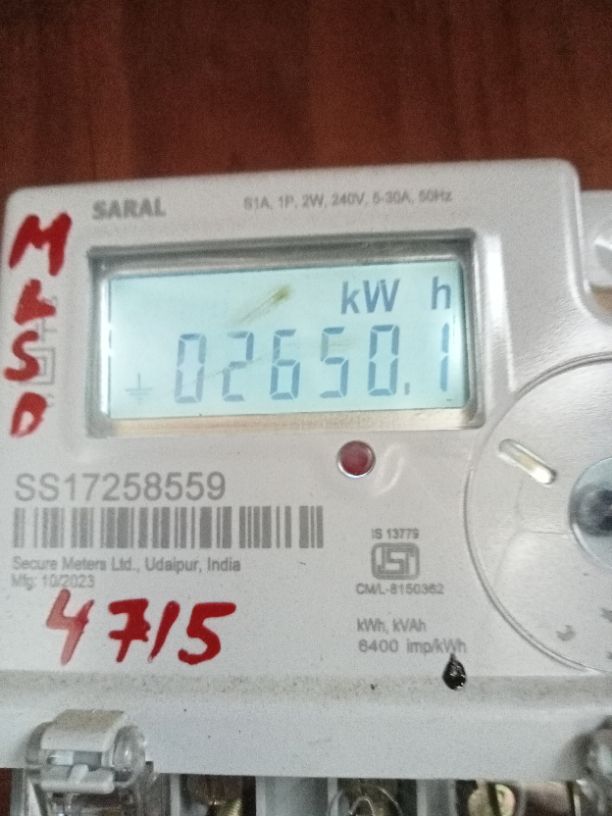 SARAL S1A, 1P, 2W, 240V, 5-30A, 50Hz
MLSD
kW h
02650.1
SS17258559
IS 13779
Secure Meters Ltd., Udaipur, India
Mfg: 10/2023
CM/L-8150362
4715
kWh, kVAh
6400 imp/kWh